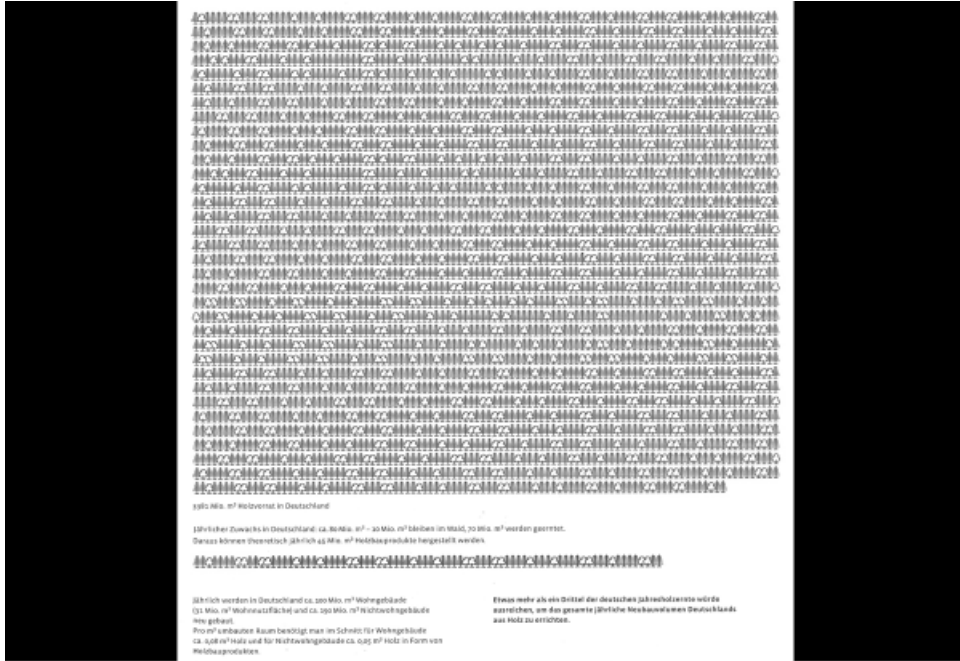 Mio. m³ Holzvorrat in Deutschland
Jährlicher Zuwachs in Deutschland: ca. 80 Mio. m³ – 10 Mio. m³ bleiben im Wald, 70 Mio. m³ werden geerntet.
Daraus können theoretisch jährlich 45 Mio. m³ Holzbauprodukte hergestellt werden.
Jährlich werden in Deutschland ca. Mio. m³ Wohngebäude
(31 Mio. m² Wohnnutzfläche) und ca. Mio. m³ Nichtwohngebäude
neu gebaut.
Pro m³ umbauten Raum benötigt man im Schnitt für Wohngebäude
ca. 0,08 m³ Holz und für Nichtwohngebäude ca. m³ Holz in Form von
Holzbauprodukten.
Etwas mehr als ein Drittel der deutschen Jahresholzernte würde
ausreichen, um das gesamte jährliche Neubauvolumen Deutschlands
aus Holz zu errichten.